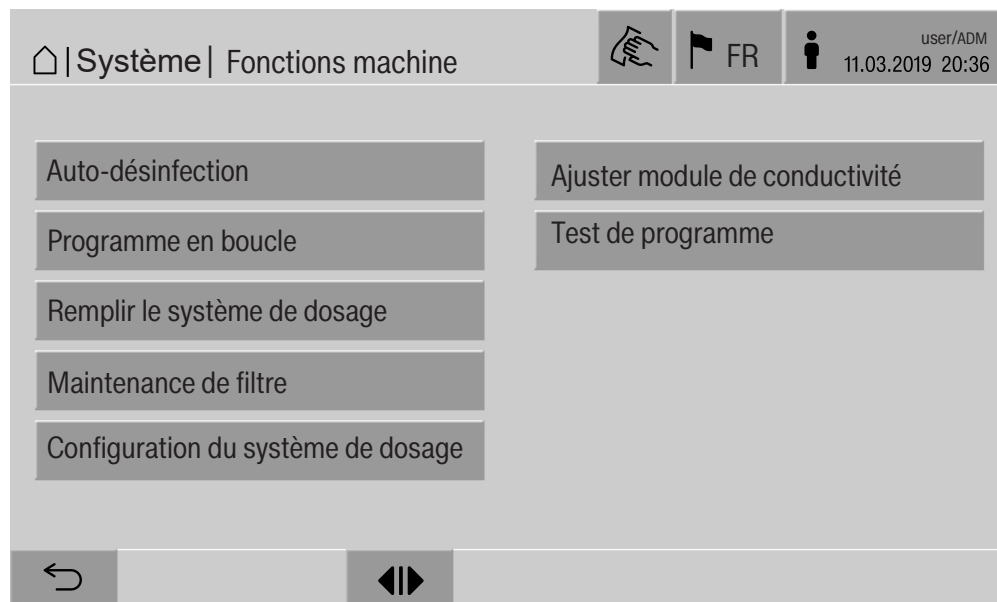 |Système| Fonctions machine
FR
user/ADM
11.03.2019 20:36
Auto-désinfection
Programme en boucle
Remplir le système de dosage
Maintenance de filtre
Configuration du système de dosage
Ajuster module de conductivité
Test de programme